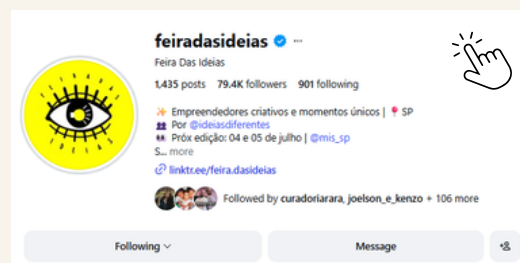 feiradasideias
Feira Das Ideias
1,435 posts 79.4K followers 901 following
✨ Empreendedores criativos e momentos únicos | 📍 SP
👥 Por @ideiasdiferentes
Próx edição: 04 e 05 de julho | @mis_sp
S... more
linktr.ee/feira.dasideias
Followed by curadoriarara, joelson_e_kenzo + 106 more
Following
Message